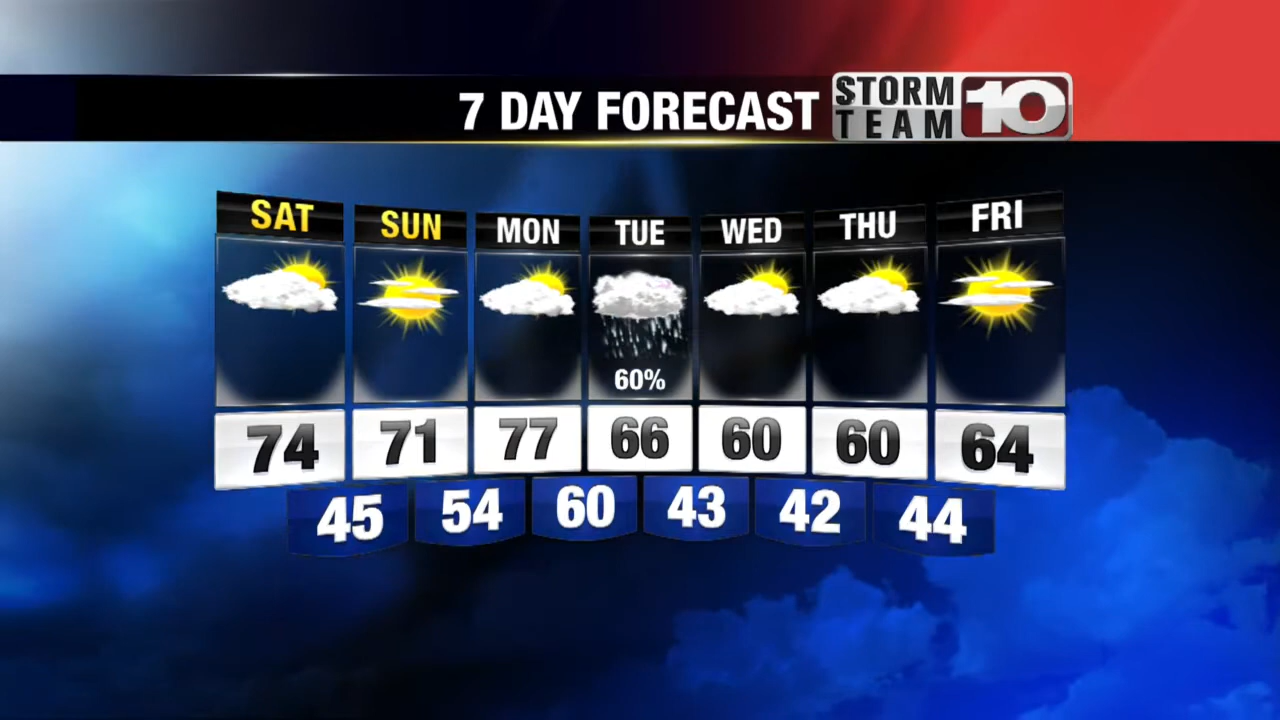 7 DAY FORECAST
STORM TEAM 10
SAT SUN MON TUE WED THU FRI
60%
74 71 77 66 60 60 64
45 54 60 43 42 44